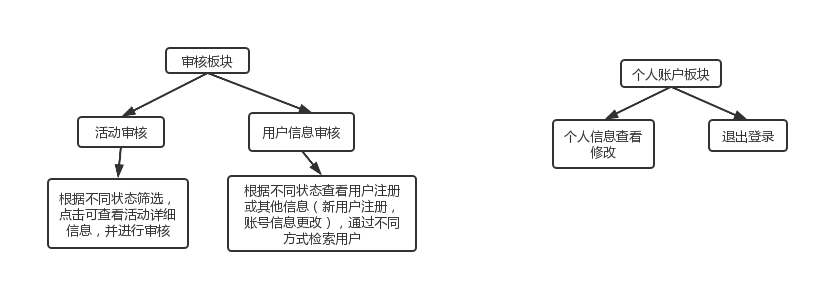 审核板块
个人账户板块
活动审核
用户信息审核
个人信息查看
修改
退出登录
根据不同状态筛选，
点击可查看活动详细
信息，并进行审核
根据不同状态查看用户注册
或其他信息（新用户注册，
账号信息更改），通过不同
方式检索用户